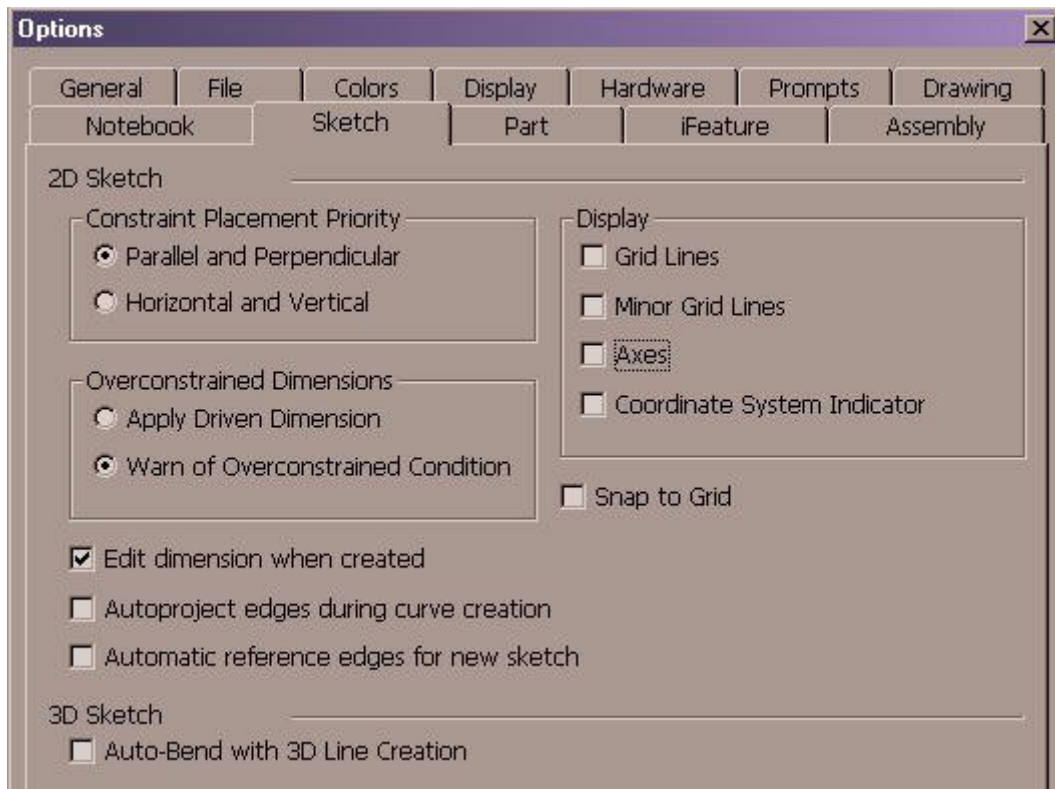 Options
General File Colors Display Hardware Prompts Drawing
Notebook Sketch Part iFeature Assembly
2D Sketch
Constraint Placement Priority
Parallel and Perpendicular
Horizontal and Vertical
Overconstrained Dimensions
Apply Driven Dimension
Warn of Overconstrained Condition
Display
Grid Lines
Minor Grid Lines
Axes
Coordinate System Indicator
Snap to Grid
Edit dimension when created
Autoproject edges during curve creation
Automatic reference edges for new sketch
3D Sketch
Auto-Bend with 3D Line Creation